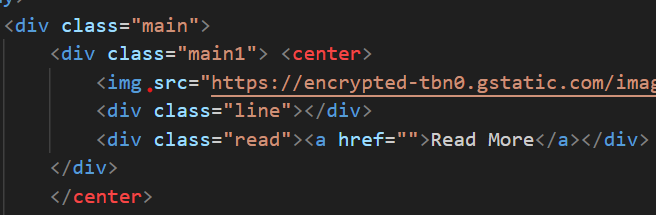 <div class="main">
<div class="main1"> <center>
<img src="https://encrypted-tbn0.gstatic.com/imag
<div class="line"></div>
<div class="read"><a href="">Read More</a></div>
</div>
</center>